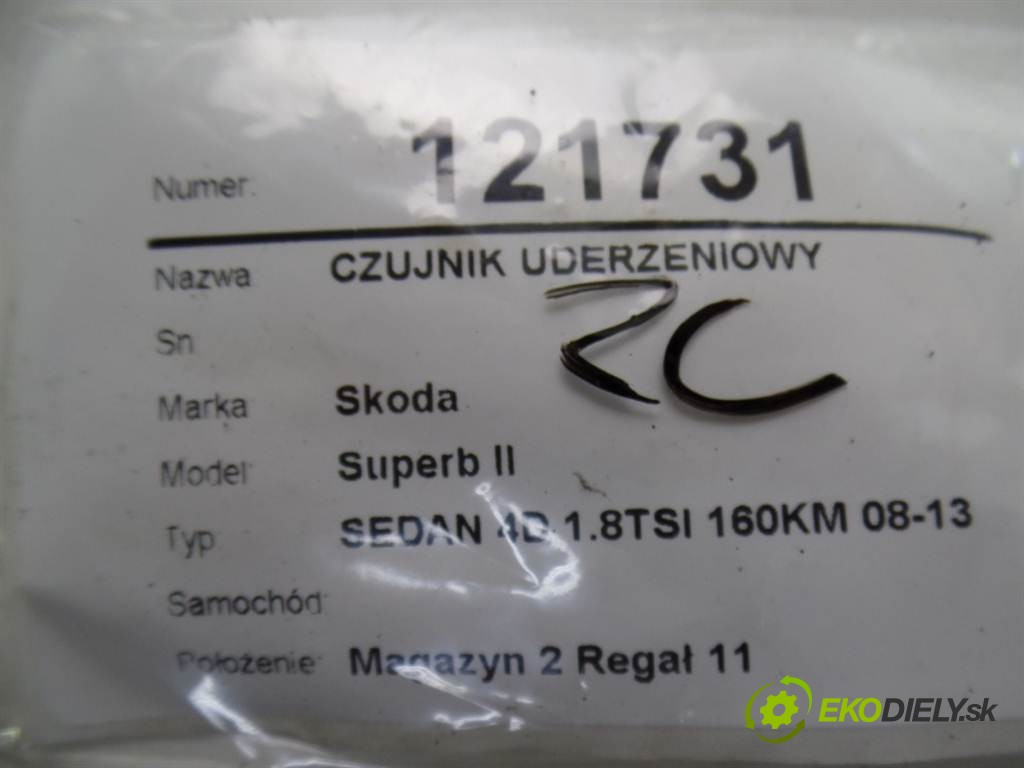 Numer: 121731
Nazwa CZUJNIK UDERZENIOWY
Sn
ZC
Marka Skoda
Model: Superb II
Typ SEDAN 4D 1.8TSI 160KM 08-13
Samochód:
Położenie: Magazyn 2 Regał 11
EKODIELY.sk